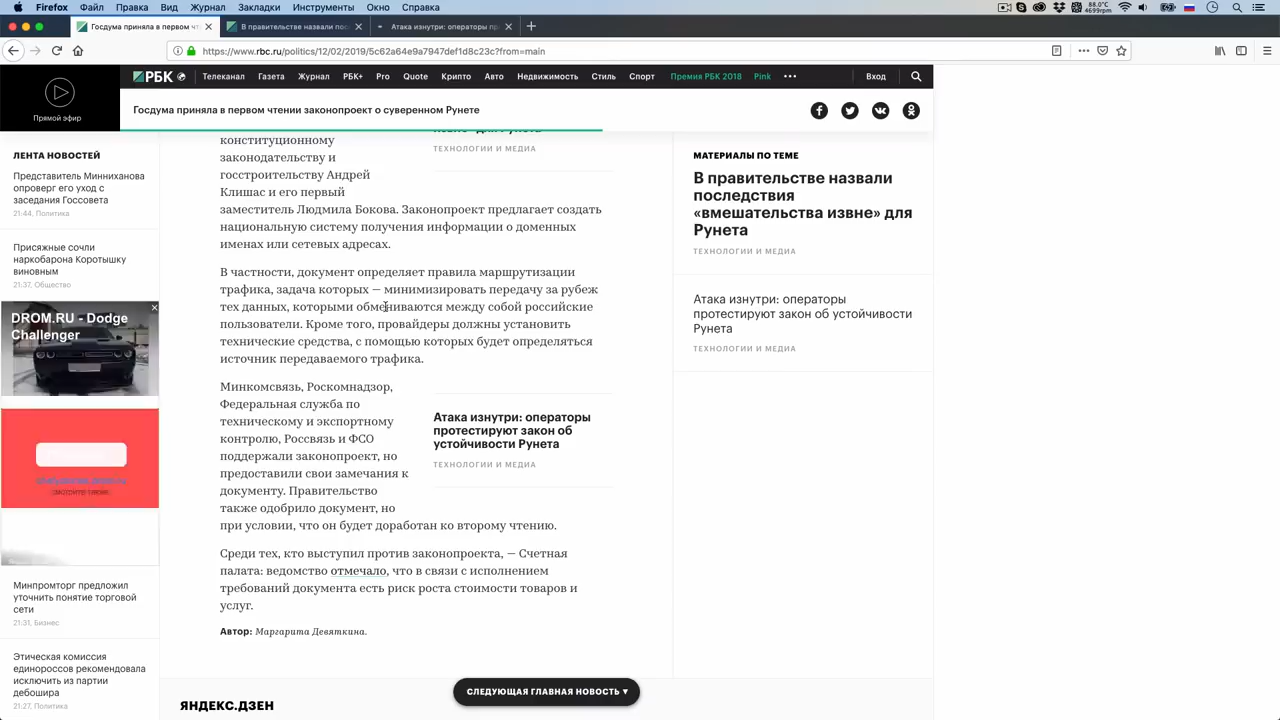 Firefox Файл Правка Вид Журнал Закладки Инструменты Окно Справка
88.0°C
4659rpm
Госдума приняла в первом чт
В правительстве назвали пос
Атака изнутри: операторы пр
https://www.rbc.ru/politics/12/02/2019/5c62a64e9a7947def1d8c23c?from=main
Прямой эфир
РБК Телеканал Газета Журнал РБК+ Pro Quote Крипто Авто Недвижимость Стиль Спорт Премия РБК 2018 Pink ••• Вход
Госдума приняла в первом чтении законопроект о суверенном Рунете
ЛЕНТА НОВОСТЕЙ
Представитель Минниханова
опроверг его уход с
заседания Госсовета
21:44, Политика
Присяжные сочли
наркобарона Коротышку
виновным
21:37, Общество
DROM.RU - Dodge
Challenger
Минпромторг предложил
уточнить понятие торговой
сети
21:31, Бизнес
Этическая комиссия
единороссов рекомендовала
исключить из партии
дебошира
21:27, Политика
конституционному
законодательству и
госстроительству Андрей
Клишас и его первый
заместитель Людмила Бокова. Законопроект предлагает создать
национальную систему получения информации о доменных
именах или сетевых адресах.
ТЕХНОЛОГИИ И МЕДИА
В частности, документ определяет правила маршрутизации
трафика, задача которых — минимизировать передачу за рубеж
тех данных, которыми обмениваются между собой российские
пользователи. Кроме того, провайдеры должны установить
технические средства, с помощью которых будет определяться
источник передаваемого трафика.
Минкомсвязь, Роскомнадзор,
Федеральная служба по
техническому и экспортному
контролю, Россвязь и ФСО
поддержали законопроект, но
предоставили свои замечания к
документу. Правительство
также одобрило документ, но
при условии, что он будет доработан ко второму чтению.
Атака изнутри: операторы
протестируют закон об
устойчивости Рунета
ТЕХНОЛОГИИ И МЕДИА
Среди тех, кто выступил против законопроекта, — Счетная
палата: ведомство отмечало, что в связи с исполнением
требований документа есть риск роста стоимости товаров и
услуг.
Автор: Маргарита Девяткина.
СЛЕДУЮЩАЯ ГЛАВНАЯ НОВОСТЬ ▾
ЯНДЕКС.ДЗЕН
МАТЕРИАЛЫ ПО ТЕМЕ
В правительстве назвали
последствия
«вмешательства извне» для
Рунета
ТЕХНОЛОГИИ И МЕДИА
Атака изнутри: операторы
протестируют закон об устойчивости
Рунета
ТЕХНОЛОГИИ И МЕДИА